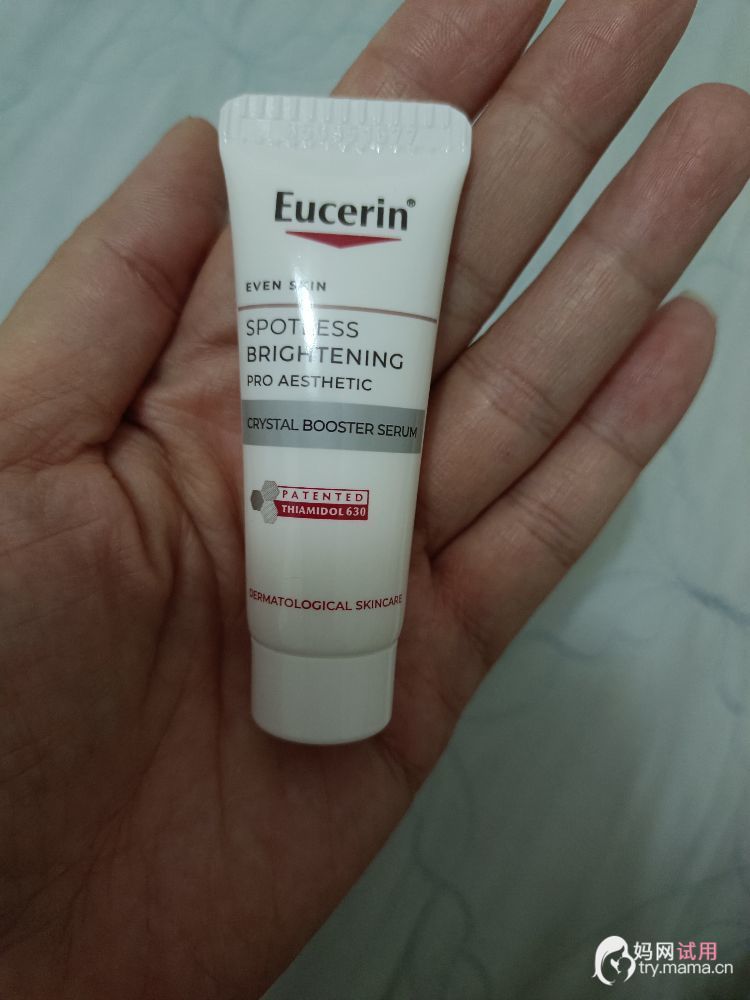 Eucerin®
EVEN SKIN
SPOTLESS
BRIGHTENING
PRO AESTHETIC
CRYSTAL BOOSTER SERUM
PATENTED
THIAMIDOL 630
DERMATOLOGICAL SKINCARE
妈网试用
try.mama.cn